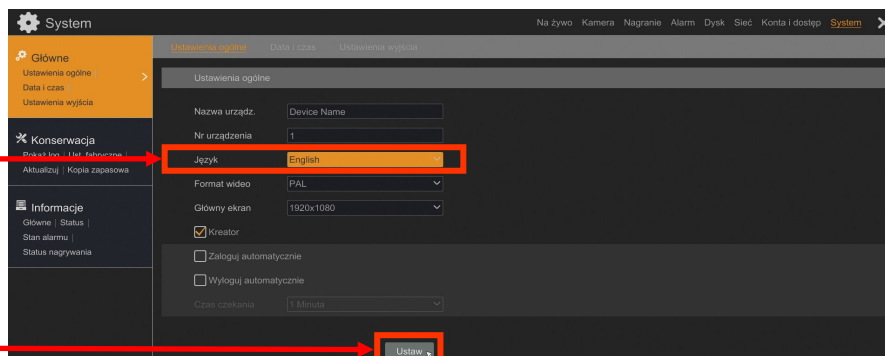 System
Na żywo Kamera Nagranie Alarm Dysk Sieć Konta i dostęp System
Główne
Ustawienia ogólne |
Data i czas |
Ustawienia wyjścia
Konserwacja
Pokaż log | Ust. fabryczne |
Aktualizuj | Kopia zapasowa
Informacje
Główne | Status |
Stan alarmu |
Status nagrywania
Ustawienia ogólne Data i czas Ustawienia wyjścia
Ustawienia ogólne
Nazwa urządz. Device Name
Nr urządzenia 1
Język English
Format wideo PAL
Główny ekran 1920x1080
Kreator
Zaloguj automatycznie
Wyloguj automatycznie
Czas czekania 1 Minuta
Ustaw